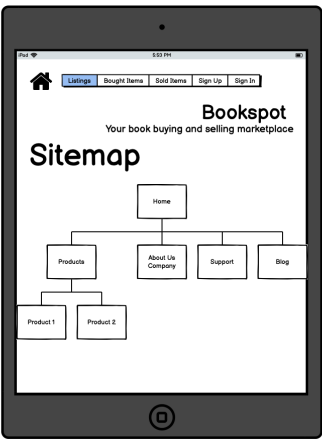 iPad 5:53 PM
Listings Bought Items Sold Items Sign Up Sign In
Bookspot
Your book buying and selling marketplace
Sitemap
Home
Products
About Us
Company
Support
Blog
Product 1
Product 2